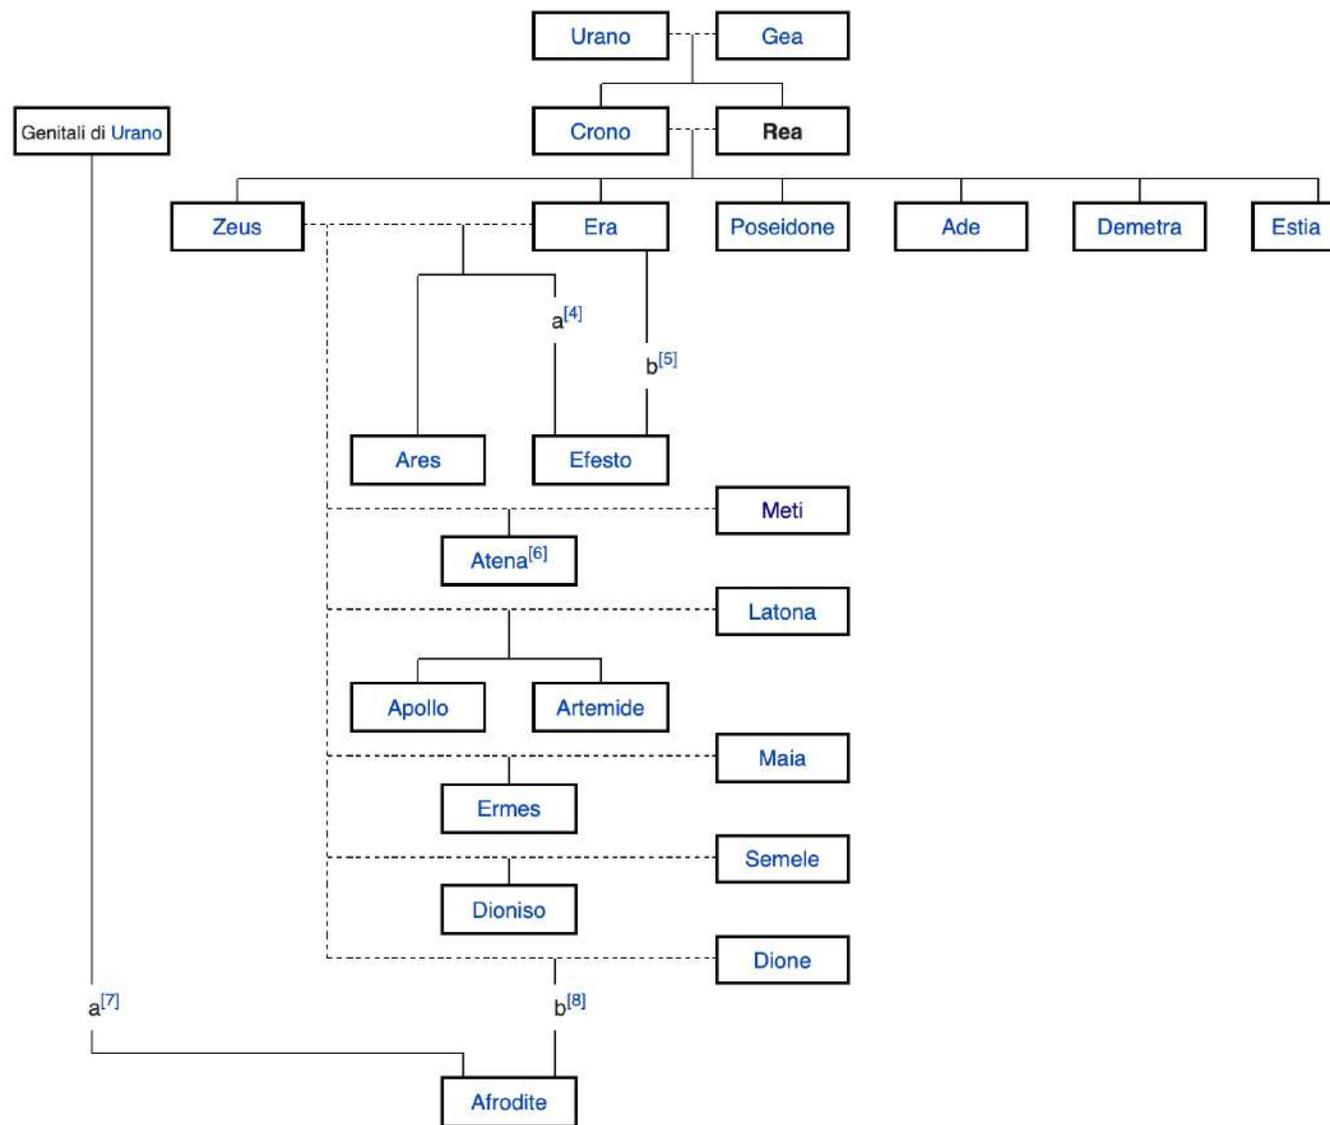 Urano
Gea
Genitali di Urano
Crono
Rea
Zeus
Era
Poseidone
Ade
Demetra
Estia
a[4]
b[5]
Ares
Efesto
Meti
Atena[6]
Latona
Apollo
Artemide
Maia
Ermes
Semele
Dioniso
Dione
a[7]
b[8]
Afrodite